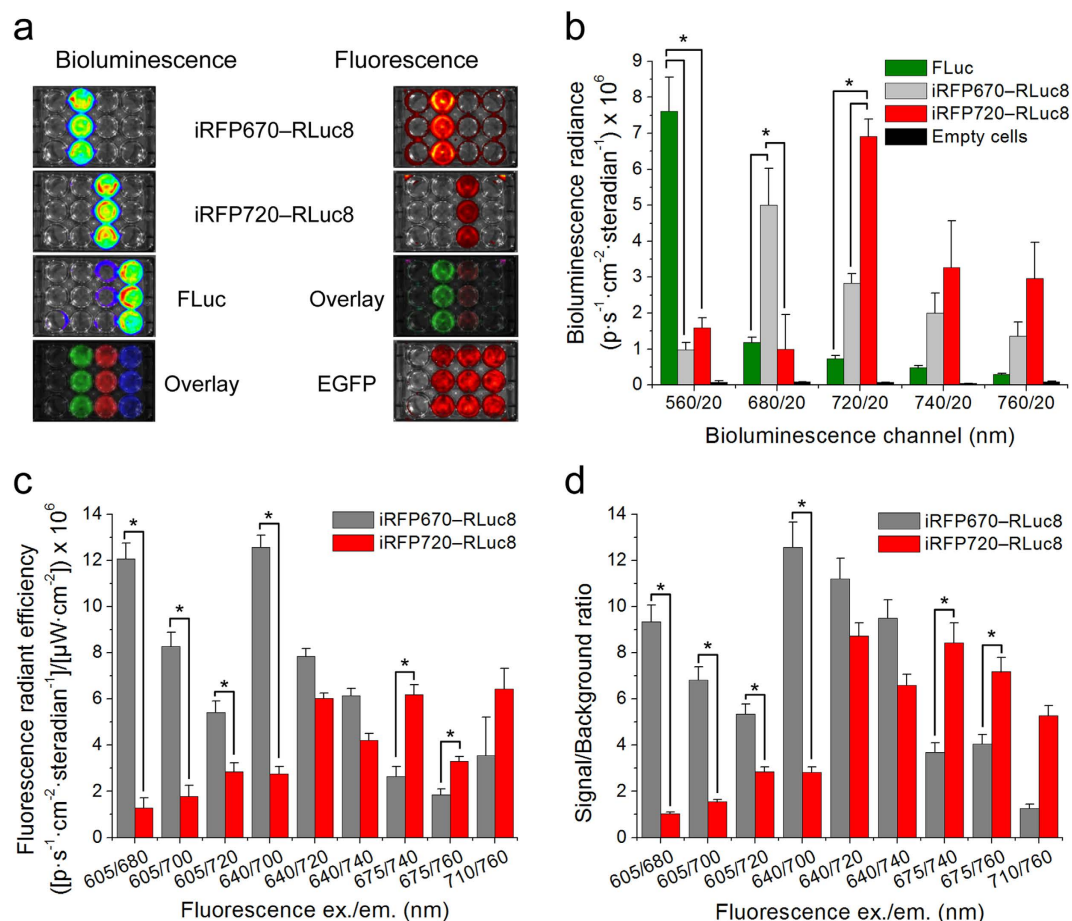 a
Bioluminescence
Fluorescence
iRFP670–RLuc8
iRFP720–RLuc8
FLuc
Overlay
Overlay
EGFP
b
Bioluminescence radiance
(p·s⁻¹·cm⁻²·steradian⁻¹) x 10⁶
9
8
7
6
5
4
3
2
1
0
* * * *
FLuc
iRFP670–RLuc8
iRFP720–RLuc8
Empty cells
560/20 680/20 720/20 740/20 760/20
Bioluminescence channel (nm)
c
Fluorescence radiant efficiency
([p·s⁻¹·cm⁻²·steradian⁻¹]/[µW·cm⁻²]) x 10⁶
14
12
10
8
6
4
2
0
* * * * * *
iRFP670–RLuc8
iRFP720–RLuc8
605/680 605/700 605/720 640/700 640/720 640/740 675/740 675/760 710/760
Fluorescence ex./em. (nm)
d
Signal/Background ratio
14
12
10
8
6
4
2
0
* * * * * *
iRFP670–RLuc8
iRFP720–RLuc8
605/680 605/700 605/720 640/700 640/720 640/740 675/740 675/760 710/760
Fluorescence ex./em. (nm)